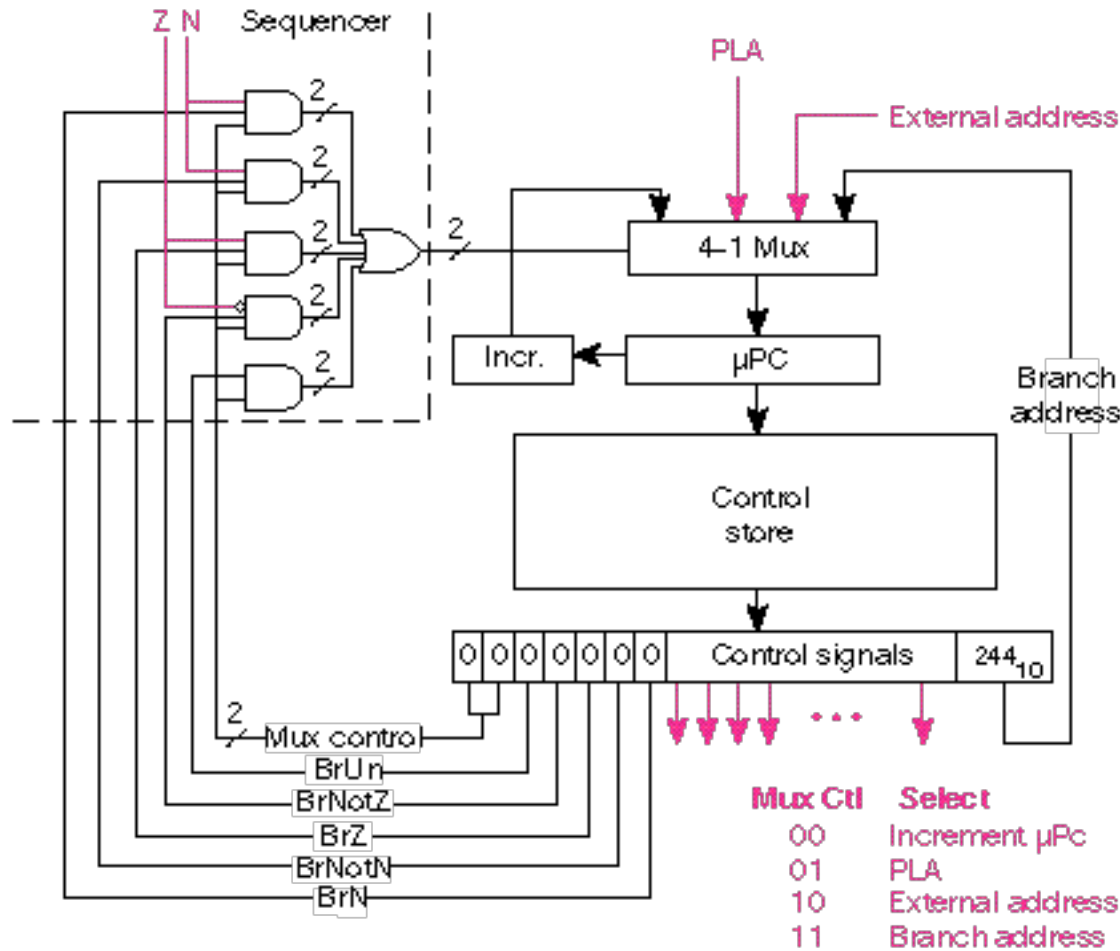 Z N Sequencer
PLA
External address
2
2
2
2
2
2
4–1 Mux
Incr.
µPC
Branch
address
Control
store
0 0 0 0 0 0 0 Control signals 244₁₀
2
Mux contro
BrUn
BrNotZ
BrZ
BrNotN
BrN
•••
Mux Ctl Select
00 Increment µPc
01 PLA
10 External address
11 Branch address